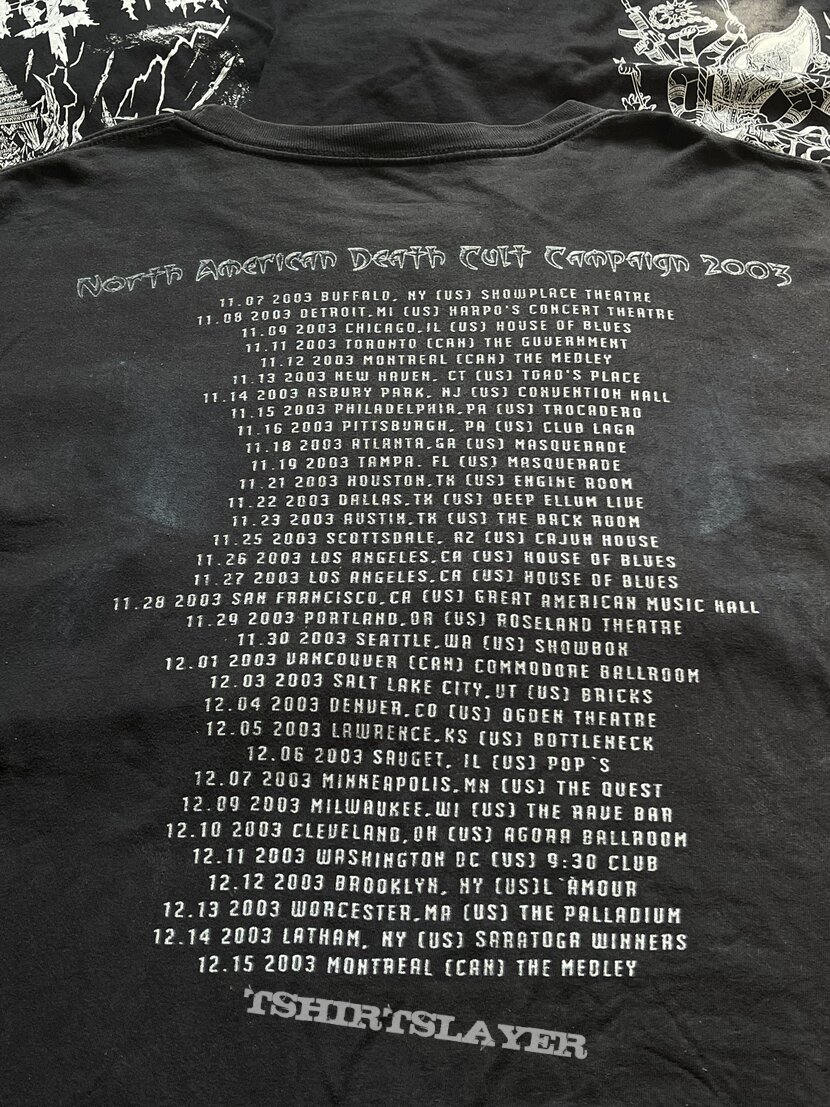 North American Death Cult Campaign 2003
11.07 2003 BUFFALO, NY (US) SHOWPLACE THEATRE
11.08 2003 DETROIT,MI (US) HARPO'S CONCERT THEATRE
11.09 2003 CHICAGO,IL (US) HOUSE OF BLUES
11.11 2003 TORONTO (CAN) THE GUVERNMENT
11.12 2003 MONTREAL (CAN) THE MEDLEY
11.13 2003 NEW HAVEN, CT (US) TOAD'S PLACE
11.14 2003 ASBURY PARK, NJ (US) CONVENTION HALL
11.15 2003 PHILADELPHIA,PA (US) TROCADERO
11.16 2003 PITTSBURGH, PA (US) CLUB LAGA
11.18 2003 ATLANTA,GA (US) MASQUERADE
11.19 2003 TAMPA. FL (US) MASQUERADE
11.21 2003 HOUSTON,TX (US) ENGINE ROOM
11.22 2003 DALLAS,TX (US) DEEP ELLUM LIVE
11.23 2003 AUSTIN,TX (US) THE BACK ROOM
11.25 2003 SCOTTSDALE, AZ (US) CAJUN HOUSE
11.26 2003 LOS ANGELES,CA (US) HOUSE OF BLUES
11.27 2003 LOS ANGELES,CA (US) HOUSE OF BLUES
11.28 2003 SAN FRANCISCO,CA (US) GREAT AMERICAN MUSIC HALL
11.29 2003 PORTLAND,OR (US) ROSELAND THEATRE
11.30 2003 SEATTLE,WA (US) SHOWBOX
12.01 2003 VANCOUVER (CAN) COMMODORE BALLROOM
12.03 2003 SALT LAKE CITY,UT (US) BRICKS
12.04 2003 DENVER,CO (US) OGDEN THEATRE
12.05 2003 LAWRENCE,KS (US) BOTTLENECK
12.06 2003 SAUGET, IL (US) POP`S
12.07 2003 MINNEAPOLIS,MN (US) THE QUEST
12.09 2003 MILWAUKEE,WI (US) THE RAVE BAR
12.10 2003 CLEVELAND,OH (US) AGORA BALLROOM
12.11 2003 WASHINGTON DC (US) 9:30 CLUB
12.12 2003 BROOKLYN, NY (US)L`ÀMOUR
12.13 2003 WORCESTER,MA (US) THE PALLADIUM
12.14 2003 LATHAM, NY (US) SARATOGA WINNERS
12.15 2003 MONTREAL (CAN) THE MEDLEY
TSHIRTSLAYER